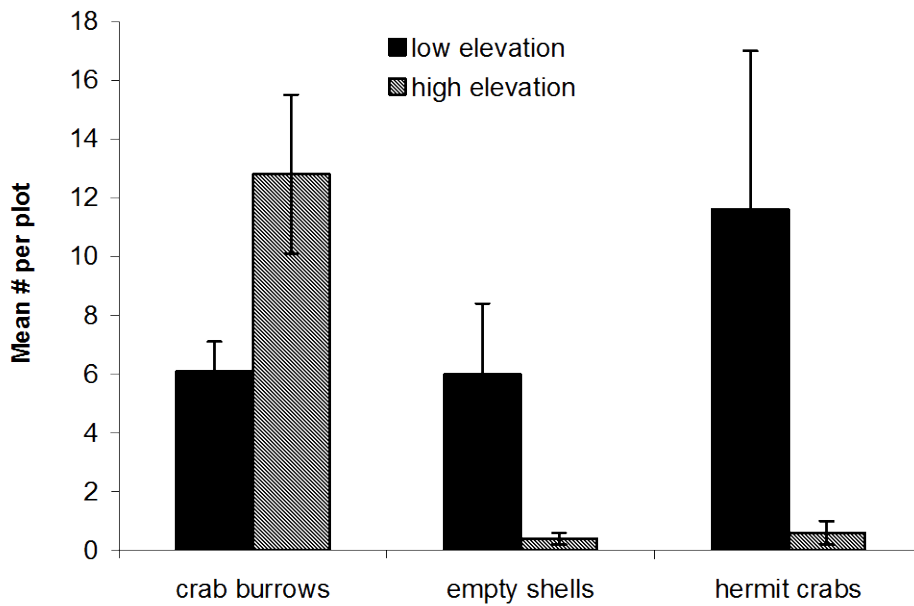 18
16
14
12
10
8
6
4
2
0
Mean # per plot
low elevation
high elevation
crab burrows
empty shells
hermit crabs